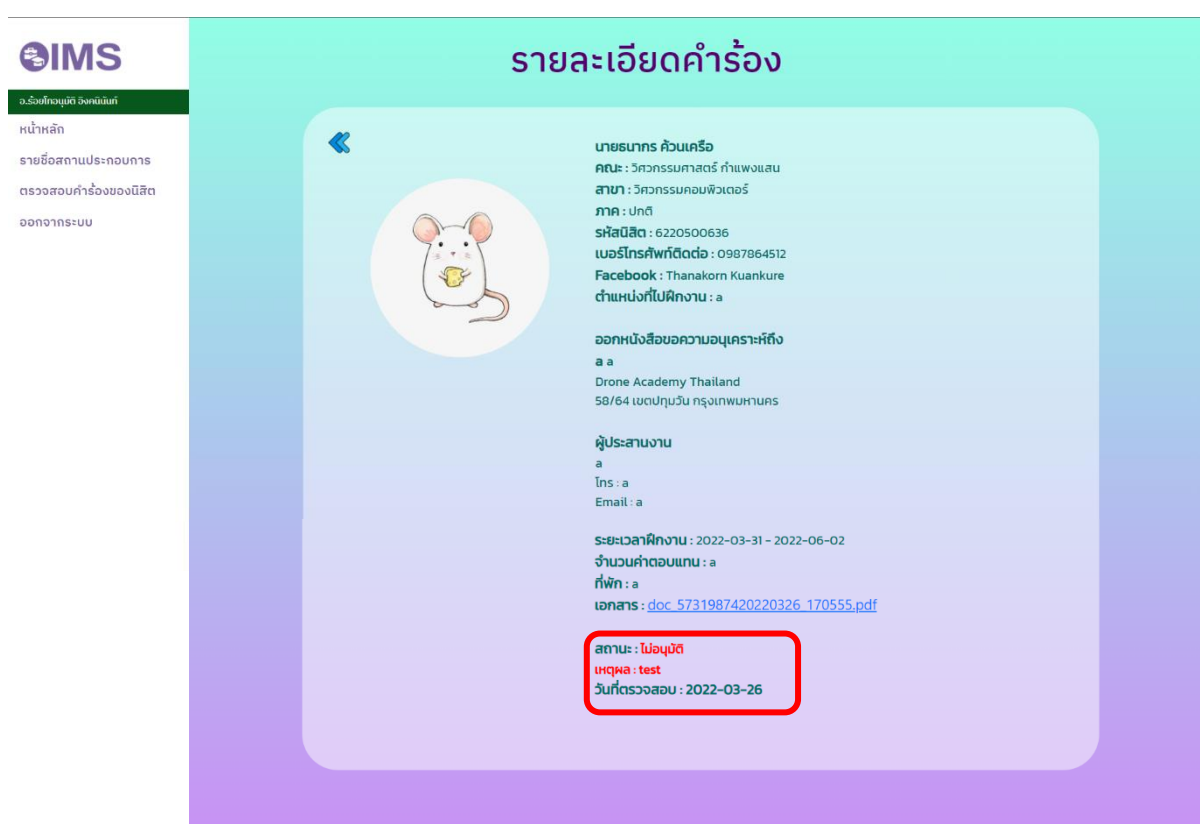 IMS
รายละเอียดคำร้อง
อ.ร้อยโทอนุมัติ อิงคนินันท์
หน้าหลัก
รายชื่อสถานประกอบการ
ตรวจสอบคำร้องของนิสิต
ออกจากระบบ
นายธนากร ค้วนเครือ
คณะ : วิศวกรรมศาสตร์ กำแพงแสน
สาขา : วิศวกรรมคอมพิวเตอร์
ภาค : ปกติ
รหัสนิสิต : 6220500636
เบอร์โทรศัพท์ติดต่อ : 0987864512
Facebook : Thanakorn Kuankure
ตำแหน่งที่ไปฝึกงาน : a
ออกหนังสือขอความอนุเคราะห์ถึง
a a
Drone Academy Thailand
58/64 เขตปทุมวัน กรุงเทพมหานคร
ผู้ประสานงาน
a
โทร : a
Email : a
ระยะเวลาฝึกงาน : 2022-03-31 - 2022-06-02
จำนวนค่าตอบแทน : a
ที่พัก : a
เอกสาร : doc_5731987420220326_170555.pdf
สถานะ : ไม่อนุมัติ
เหตุผล : test
วันที่ตรวจสอบ : 2022-03-26